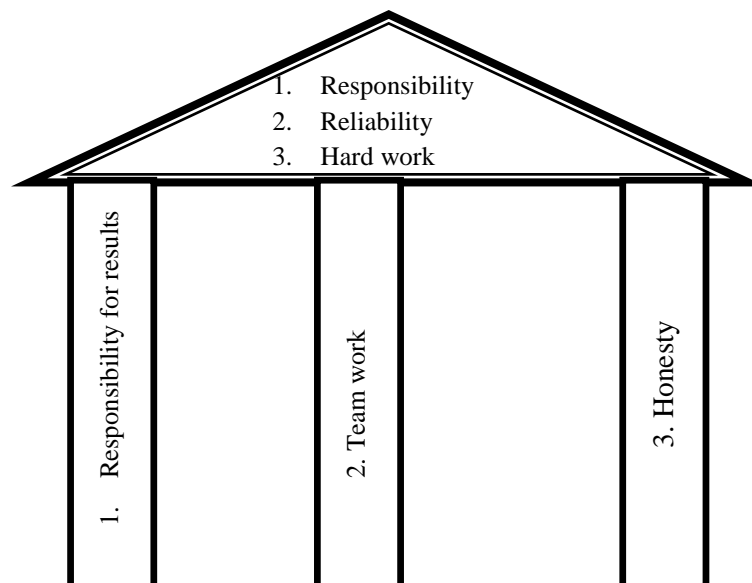 1. Responsibility
2. Reliability
3. Hard work
1. Responsibility for results
2. Team work
3. Honesty